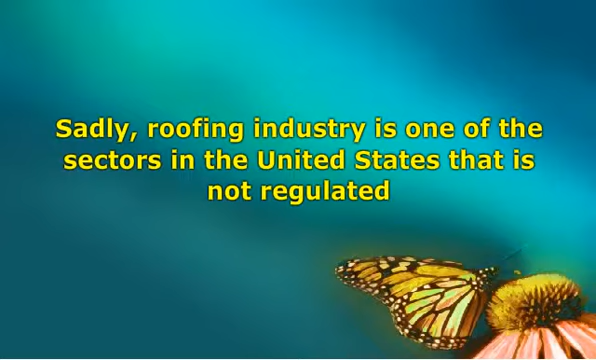 Sadly, roofing industry is one of the
sectors in the United States that is
not regulated